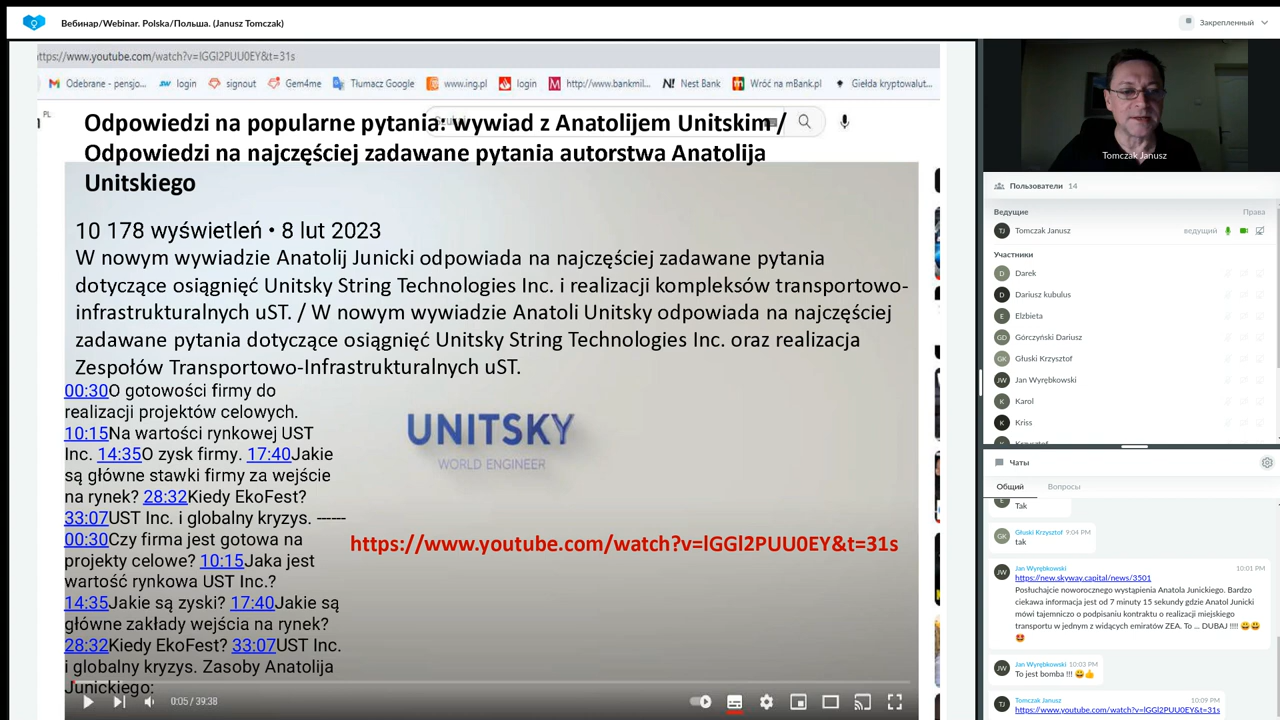 Вебинар/Webinar. Polska/Польша. (Janusz Tomczak)
Закрепленный
ttps://www.youtube.com/watch?v=lGGl2PUU0EY&t=31s
Odebrane - pensjo... login signout Gem4me Tłumacz Google www.ing.pl login http://www.bankmil... Nest Bank Wróć na mBank.pl Giełda kryptowalut...
PL
Odpowiedzi na popularne pytania: wywiad z Anatolijem Unitskim /
Odpowiedzi na najczęściej zadawane pytania autorstwa Anatolija
Unitskiego
10 178 wyświetleń • 8 lut 2023
W nowym wywiadzie Anatolij Junicki odpowiada na najczęściej zadawane pytania
dotyczące osiągnięć Unitsky String Technologies Inc. i realizacji kompleksów transportowo-
infrastrukturalnych uST. / W nowym wywiadzie Anatoli Unitsky odpowiada na najczęściej
zadawane pytania dotyczące osiągnięć Unitsky String Technologies Inc. oraz realizacja
Zespołów Transportowo-Infrastrukturalnych uST.
00:30O gotowości firmy do
realizacji projektów celowych.
10:15Na wartości rynkowej UST
Inc. 14:35O zysk firmy. 17:40Jakie
są główne stawki firmy za wejście
na rynek? 28:32Kiedy EkoFest?
33:07UST Inc. i globalny kryzys. ------
00:30Czy firma jest gotowa na
projekty celowe? 10:15Jaka jest
wartość rynkowa UST Inc.?
14:35Jakie są zyski? 17:40Jakie są
główne zakłady wejścia na rynek?
28:32Kiedy EkoFest? 33:07UST Inc.
i globalny kryzys. Zasoby Anatolija
Junickiego:
UNITSKY
WORLD ENGINEER
https://www.youtube.com/watch?v=lGGl2PUU0EY&t=31s
0:05 / 39:38
Tomczak Janusz
Пользователи 14
Ведущие Права
TJ Tomczak Janusz ведущий
Участники
D Darek
D Dariusz kubulus
E Elzbieta
GD Górczyński Dariusz
GK Głuski Krzysztof
JW Jan Wyrębkowski
K Karol
K Kriss
K Krzysztof
Чаты
Общий Вопросы
E Tak
GK Głuski Krzysztof 9:04 PM
tak
JW Jan Wyrębkowski 10:01 PM
https://new.skyway.capital/news/3501
Posłuchajcie noworocznego wystąpienia Anatola Junickiego. Bardzo
ciekawa informacja jest od 7 minuty 15 sekundy gdzie Anatol Junicki
mówi tajemniczo o podpisaniu kontraktu o realizacji miejskiego
transportu w jednym z widących emiratów ZEA. To ... DUBAJ !!!! 😀😃
🤩
JW Jan Wyrębkowski 10:03 PM
To jest bomba !!! 😀👍
TJ Tomczak Janusz 10:09 PM
https://www.youtube.com/watch?v=lGGl2PUU0EY&t=31s